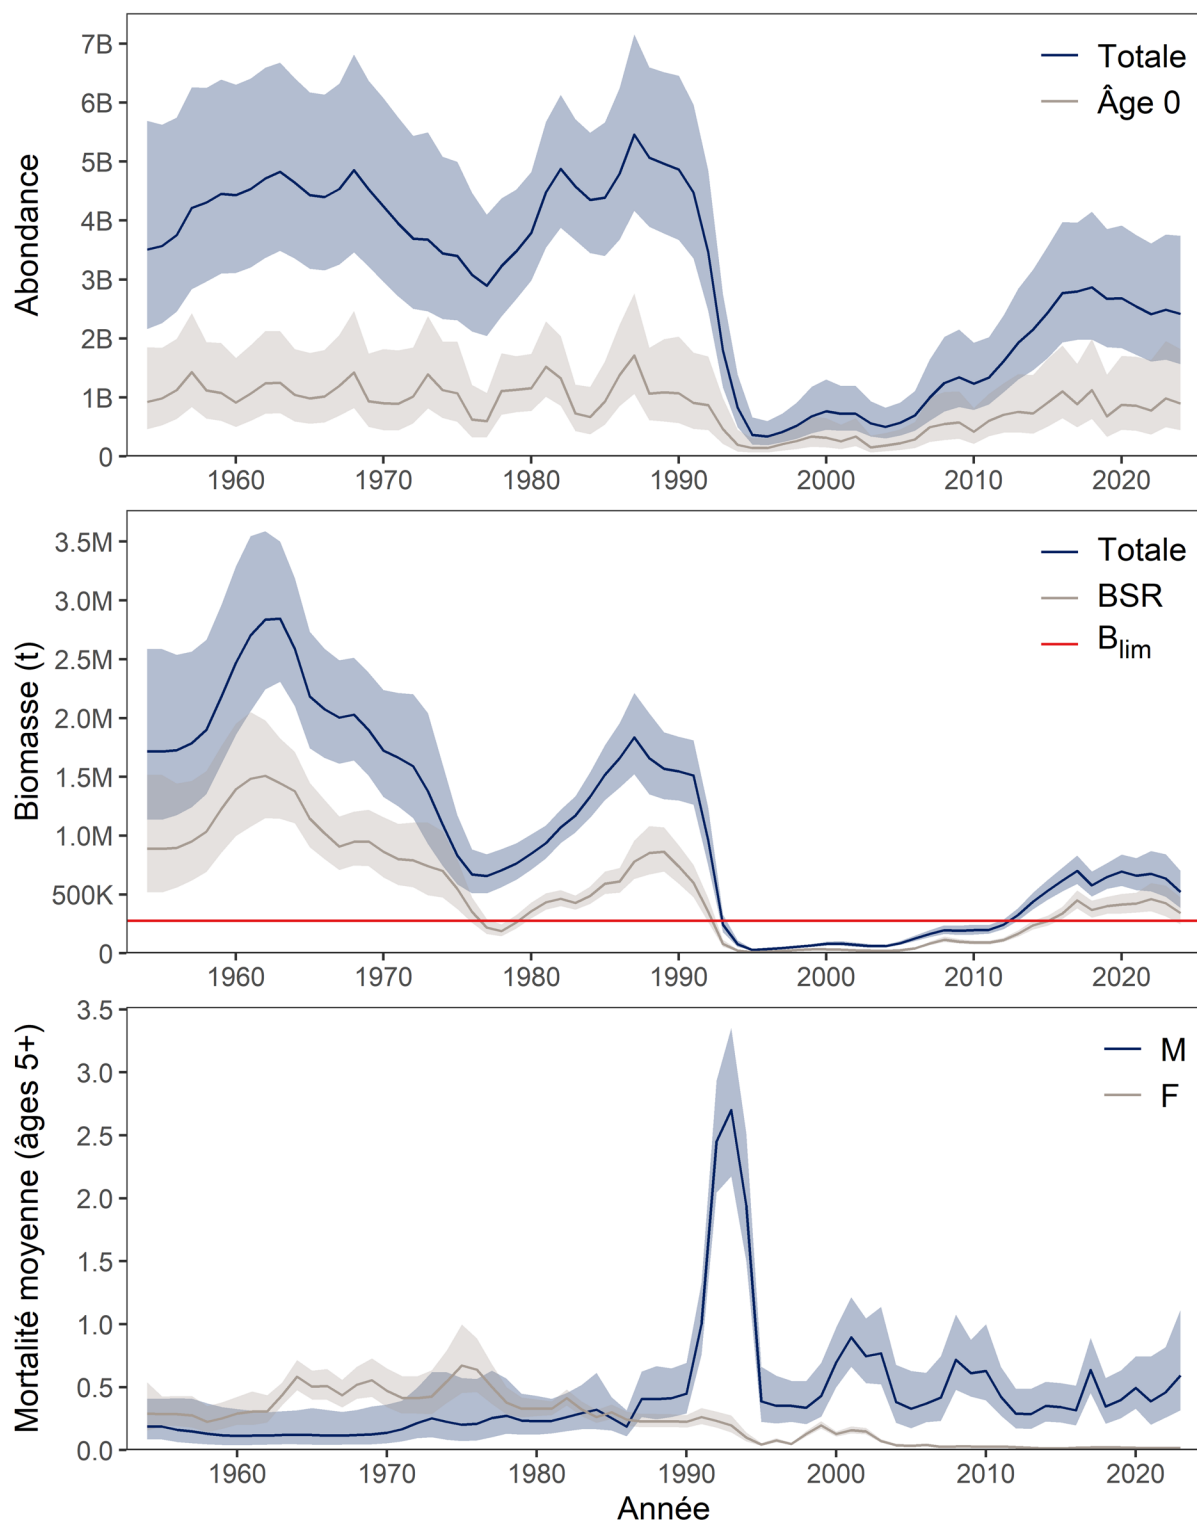 Abondance
7B
6B
5B
4B
3B
2B
1B
0
Totale
Âge 0
1960 1970 1980 1990 2000 2010 2020
Biomasse (t)
3.5M
3.0M
2.5M
2.0M
1.5M
1.0M
500K
0
Totale
BSR
Blim
1960 1970 1980 1990 2000 2010 2020
Mortalité moyenne (âges 5+)
3.5
3.0
2.5
2.0
1.5
1.0
0.5
0.0
M
F
1960 1970 1980 1990 2000 2010 2020
Année